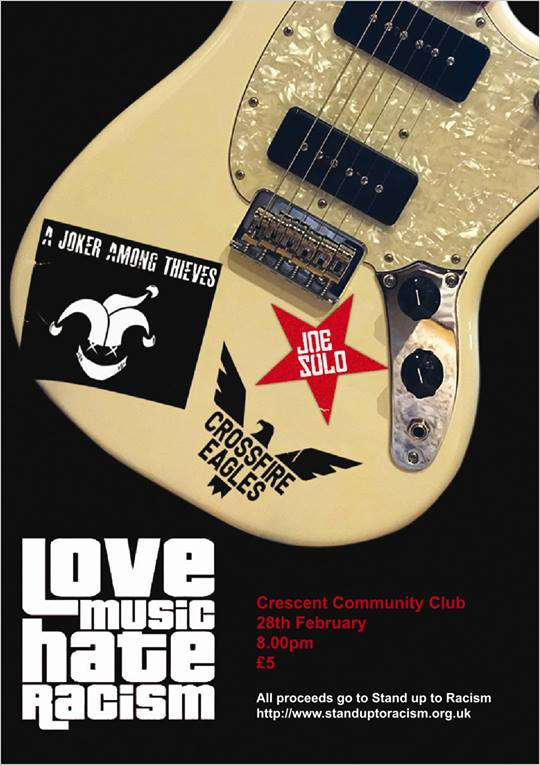 A JOKER AMONG THIEVES
JOE
SOLO
CROSSFIRE
EAGLES
Love
music
hate
Racism
Crescent Community Club
28th February
8.00pm
£5
All proceeds go to Stand up to Racism
http://www.standuptoracism.org.uk